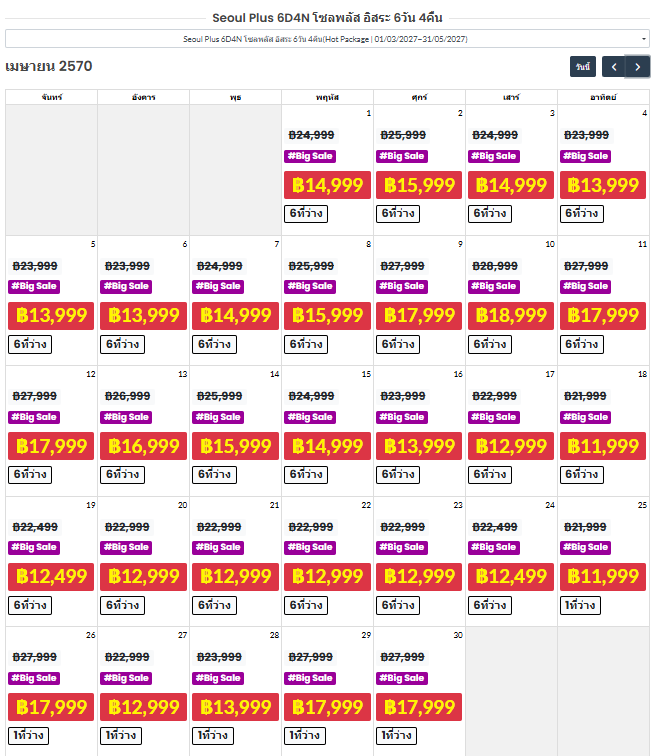 Seoul Plus 6D4N โซลพลัส อิสระ 6วัน 4คืน
Seoul Plus 6D4N โซลพลัส อิสระ 6วัน 4คืน(Hot Package | 01/03/2027-31/05/2027)
เมษายน 2570
วันนี้
จันทร์ อังคาร พุธ พฤหัส ศุกร์ เสาร์ อาทิตย์
1 2 3 4
฿24,999 ฿25,999 ฿24,999 ฿23,999
#Big Sale #Big Sale #Big Sale #Big Sale
฿14,999 ฿15,999 ฿14,999 ฿13,999
6ที่ว่าง 6ที่ว่าง 6ที่ว่าง 6ที่ว่าง
5 6 7 8 9 10 11
฿23,999 ฿23,999 ฿24,999 ฿25,999 ฿27,999 ฿28,999 ฿27,999
#Big Sale #Big Sale #Big Sale #Big Sale #Big Sale #Big Sale #Big Sale
฿13,999 ฿13,999 ฿14,999 ฿15,999 ฿17,999 ฿18,999 ฿17,999
6ที่ว่าง 6ที่ว่าง 6ที่ว่าง 6ที่ว่าง 6ที่ว่าง 6ที่ว่าง 6ที่ว่าง
12 13 14 15 16 17 18
฿27,999 ฿26,999 ฿25,999 ฿24,999 ฿23,999 ฿22,999 ฿21,999
#Big Sale #Big Sale #Big Sale #Big Sale #Big Sale #Big Sale #Big Sale
฿17,999 ฿16,999 ฿15,999 ฿14,999 ฿13,999 ฿12,999 ฿11,999
6ที่ว่าง 6ที่ว่าง 6ที่ว่าง 6ที่ว่าง 6ที่ว่าง 6ที่ว่าง 6ที่ว่าง
19 20 21 22 23 24 25
฿22,499 ฿22,999 ฿22,999 ฿22,999 ฿22,999 ฿22,499 ฿21,999
#Big Sale #Big Sale #Big Sale #Big Sale #Big Sale #Big Sale #Big Sale
฿12,499 ฿12,999 ฿12,999 ฿12,999 ฿12,999 ฿12,499 ฿11,999
6ที่ว่าง 6ที่ว่าง 6ที่ว่าง 6ที่ว่าง 6ที่ว่าง 6ที่ว่าง 1ที่ว่าง
26 27 28 29 30
฿27,999 ฿22,999 ฿23,999 ฿27,999 ฿27,999
#Big Sale #Big Sale #Big Sale #Big Sale #Big Sale
฿17,999 ฿12,999 ฿13,999 ฿17,999 ฿17,999
1ที่ว่าง 1ที่ว่าง 1ที่ว่าง 1ที่ว่าง 1ที่ว่าง